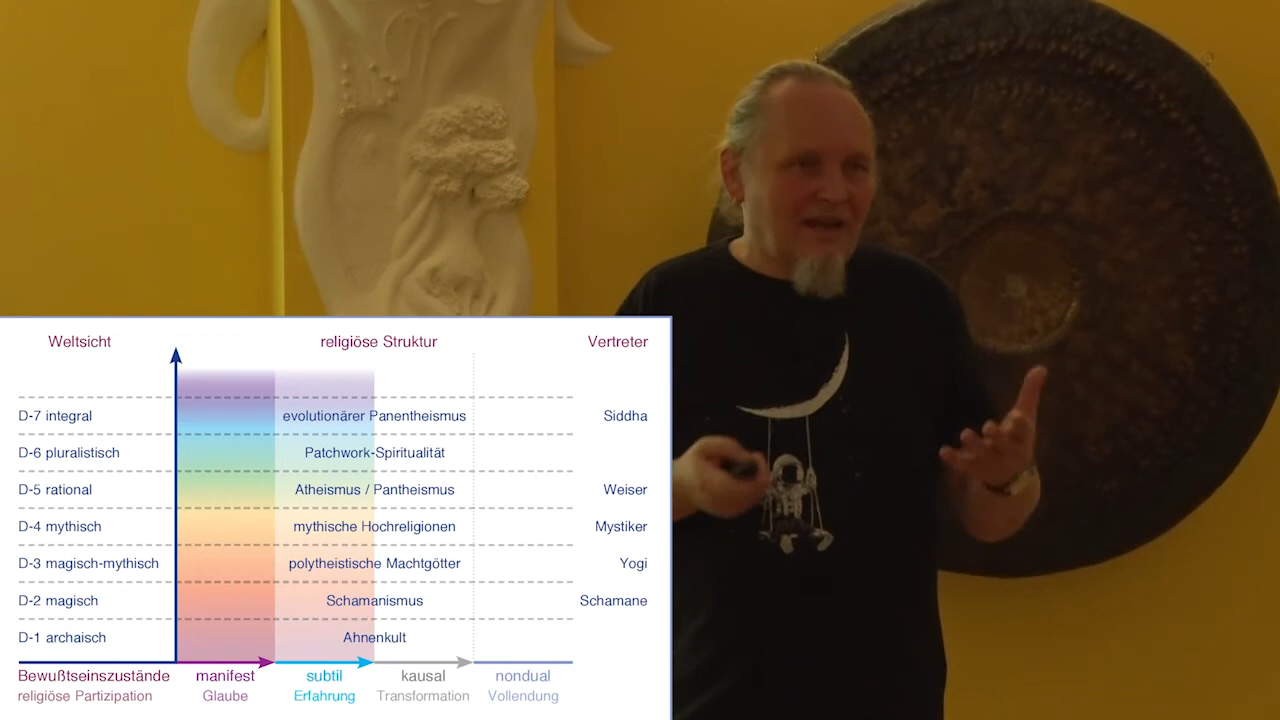 Weltsicht religiöse Struktur Vertreter
D-7 integral evolutionärer Panentheismus Siddha
D-6 pluralistisch Patchwork-Spiritualität
D-5 rational Atheismus / Pantheismus Weiser
D-4 mythisch mythische Hochreligionen Mystiker
D-3 magisch-mythisch polytheistische Machtgötter Yogi
D-2 magisch Schamanismus Schamane
D-1 archaisch Ahnenkult
Bewußtseinszustände manifest subtil kausal nondual
religiöse Partizipation Glaube Erfahrung Transformation Vollendung